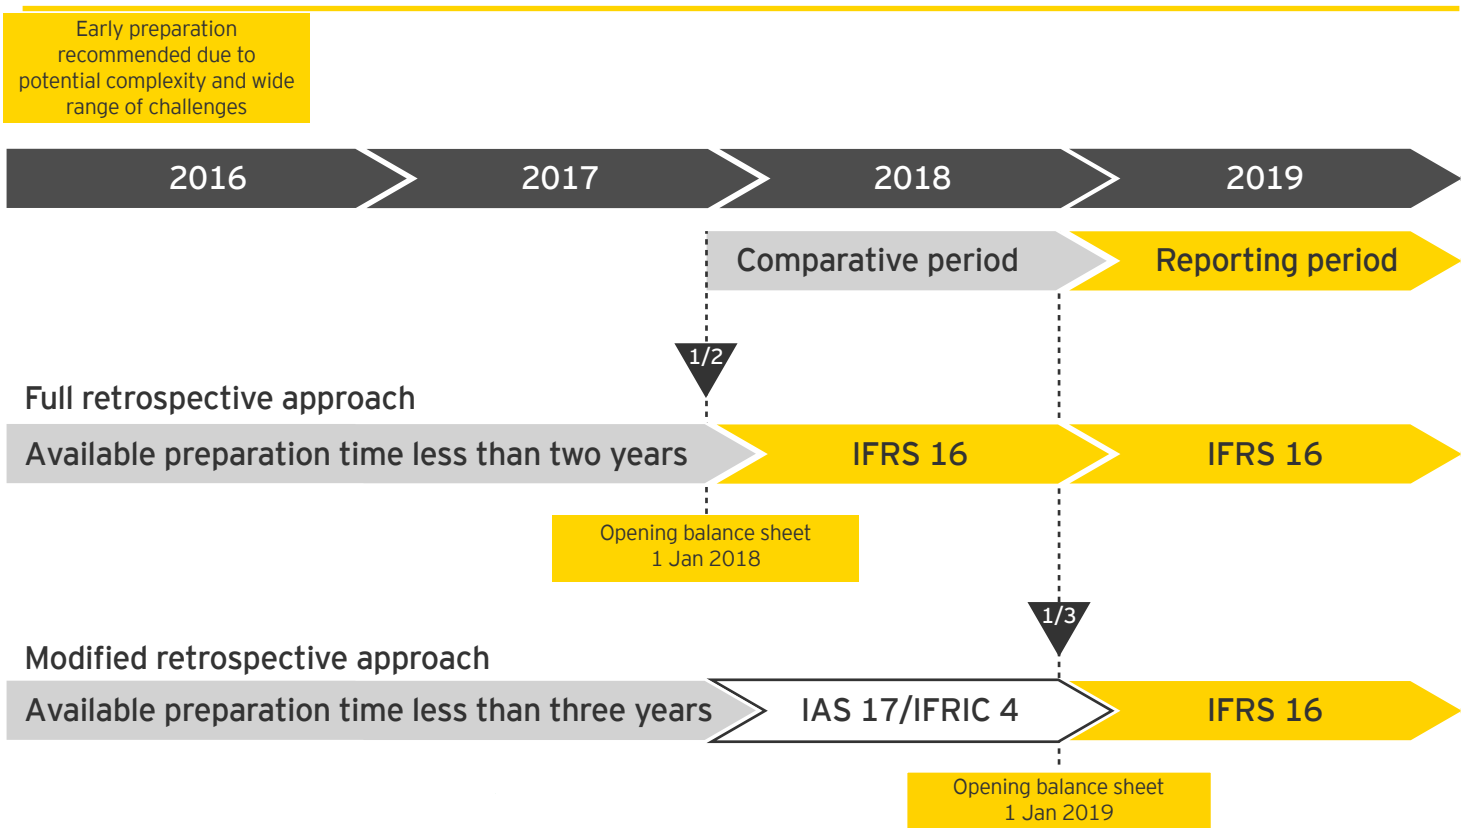 Early preparation
recommended due to
potential complexity and wide
range of challenges
2016
2017
2018
2019
Comparative period
Reporting period
1/2
Full retrospective approach
Available preparation time less than two years
IFRS 16
IFRS 16
Opening balance sheet
1 Jan 2018
1/3
Modified retrospective approach
Available preparation time less than three years
IAS 17/IFRIC 4
IFRS 16
Opening balance sheet
1 Jan 2019